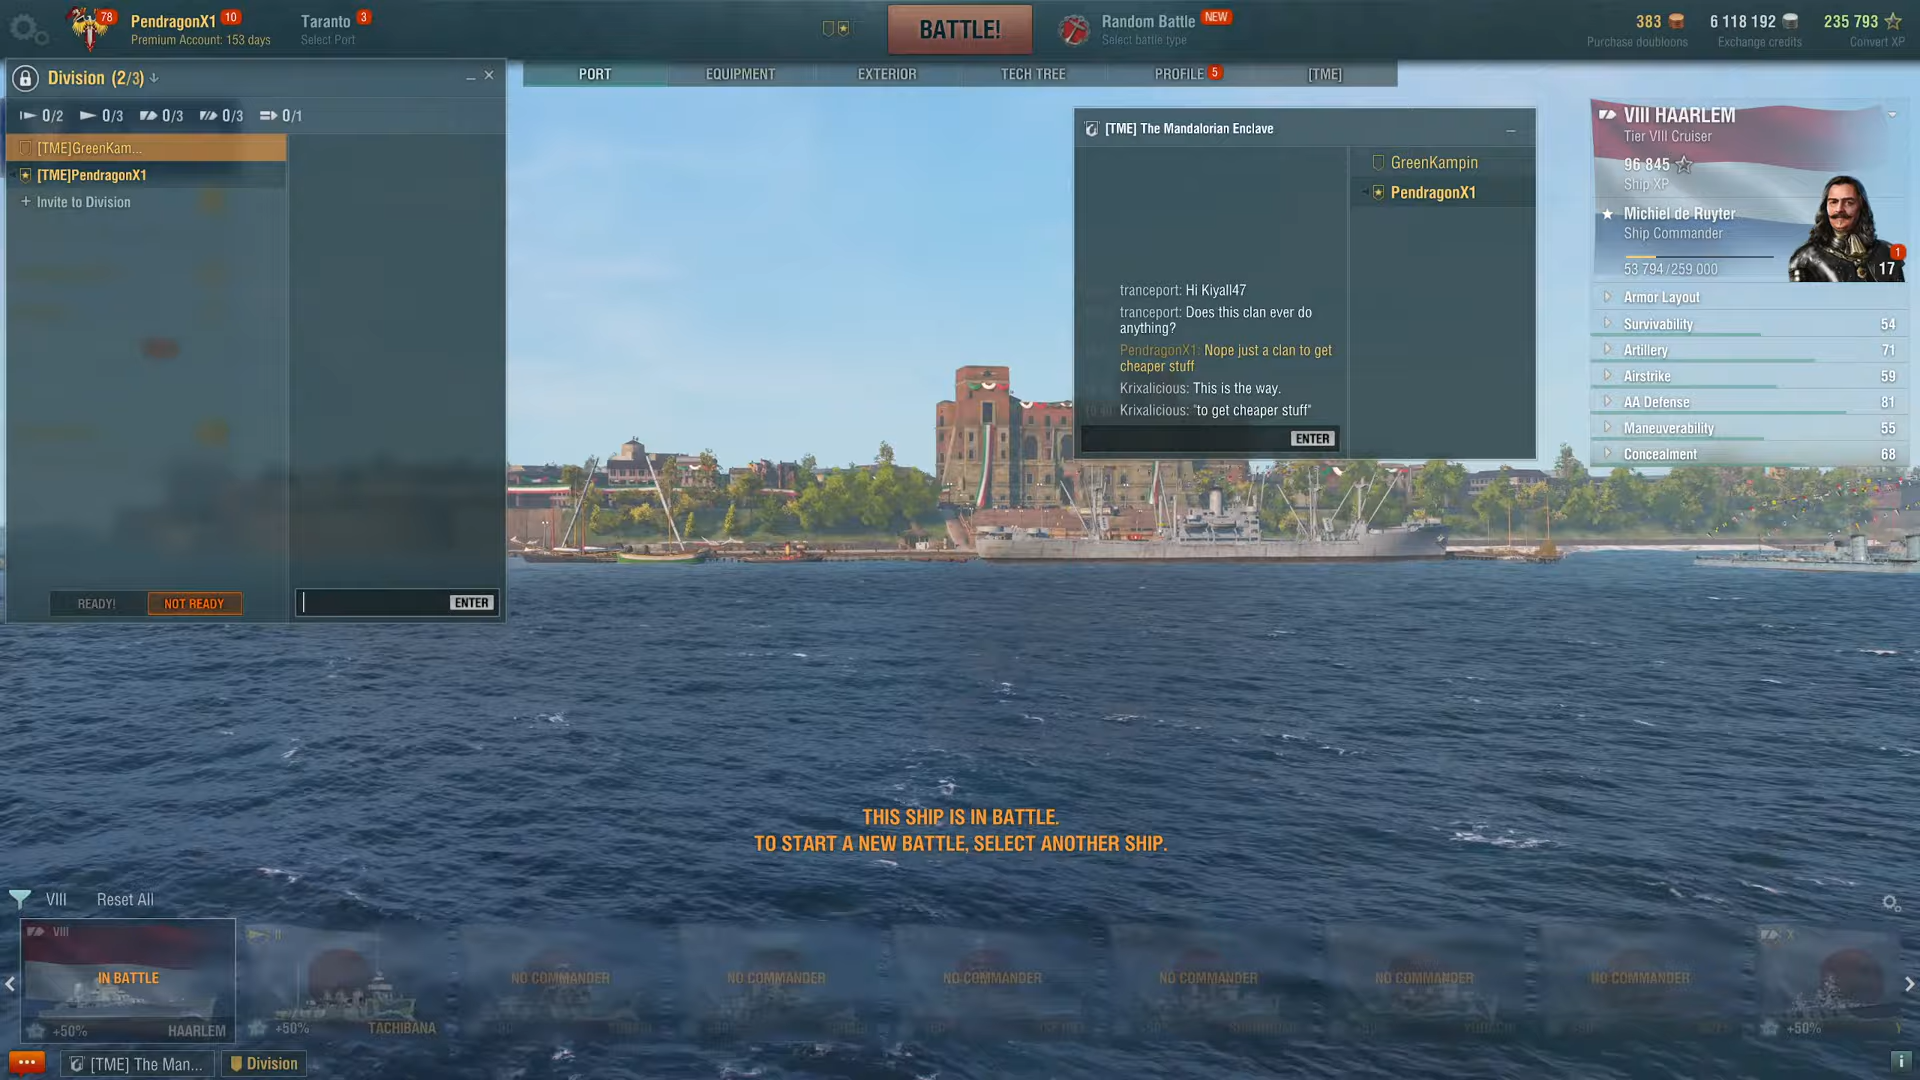 78
PendragonX1 10
Premium Account: 153 days
Taranto 3
Select Port
BATTLE!
Random Battle NEW
Select battle type
383
Purchase doubloons
6 118 192
Exchange credits
235 793
Convert XP
PORT
EQUIPMENT
EXTERIOR
TECH TREE
PROFILE 5
[TME]
Division (2/3)
0/2 0/3 0/3 0/3 0/1
[TME]GreenKam...
[TME]PendragonX1
+ Invite to Division
READY!
NOT READY
ENTER
[TME] The Mandalorian Enclave
GreenKampin
PendragonX1
tranceport: Hi Kiyall47
tranceport: Does this clan ever do
anything?
PendragonX1: Nope just a clan to get
cheaper stuff
Krixalicious: This is the way.
Krixalicious: "to get cheaper stuff"
ENTER
VIII HAARLEM
Tier VIII Cruiser
96 845
Ship XP
Michiel de Ruyter
Ship Commander
53 794/259 000
1
17
Armor Layout
Survivability 54
Artillery 71
Airstrike 59
AA Defense 81
Maneuverability 55
Concealment 68
THIS SHIP IS IN BATTLE.
TO START A NEW BATTLE, SELECT ANOTHER SHIP.
VIII
Reset All
VIII
IN BATTLE
+50% HAARLEM
II
+50% TACHIBANA
NO COMMANDER
NO COMMANDER
NO COMMANDER
NO COMMANDER
NO COMMANDER
NO COMMANDER
X
+50%
[TME] The Man...
Division